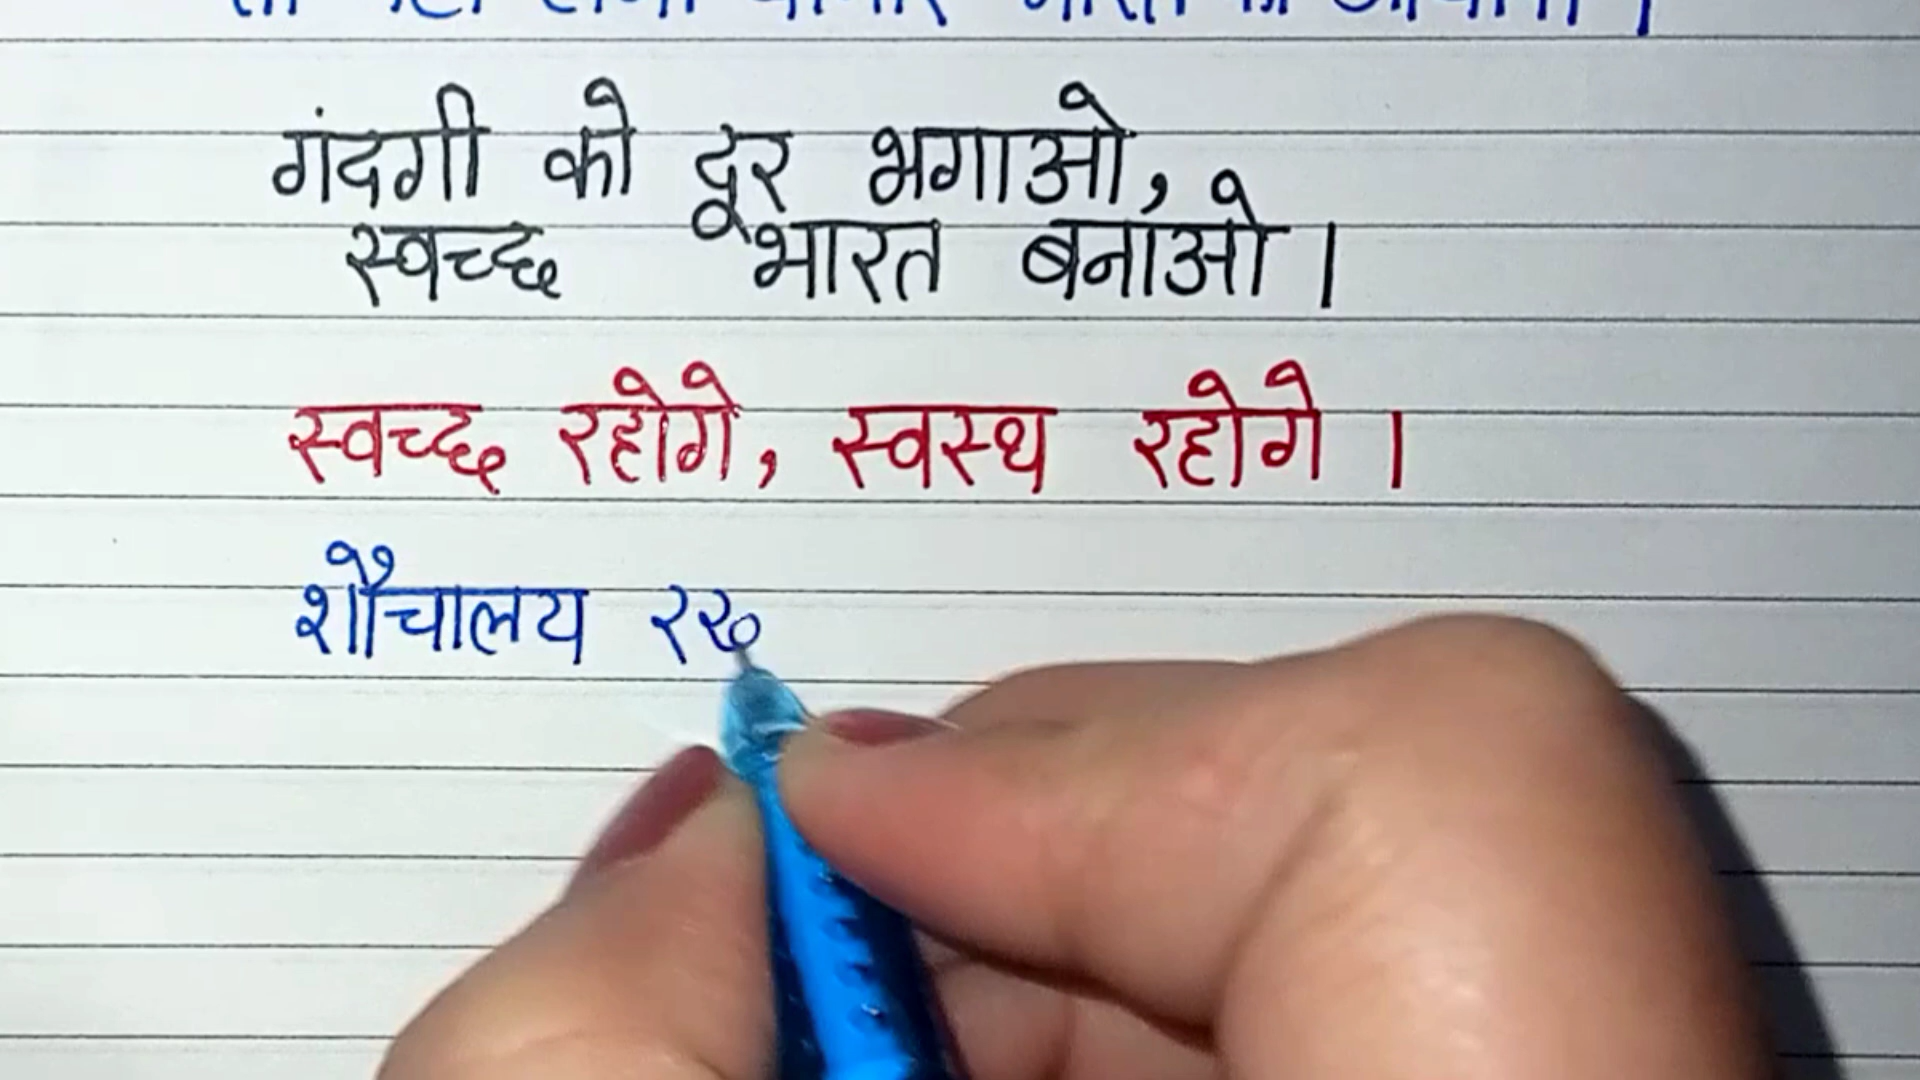 गंदगी को दूर भगाओ,
स्वच्छ भारत बनाओ।
स्वच्छ रहोगे, स्वस्थ रहोगे।
शौचालय